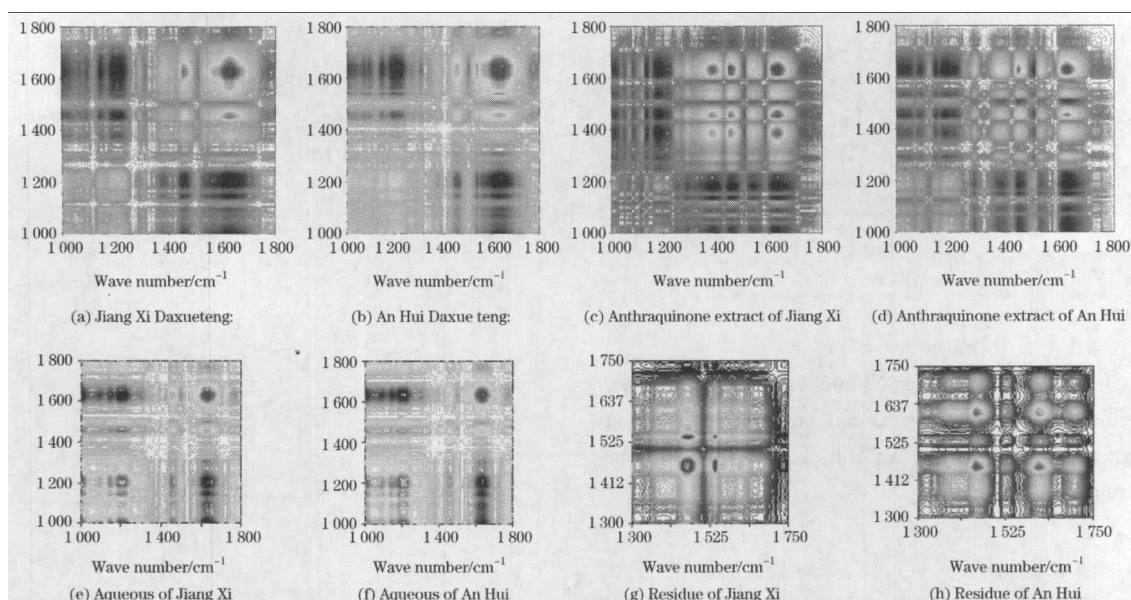 1 800 1 800 1 800 1 800
1 600 1 600 1 600 1 600
1 400 1 400 1 400 1 400
1 200 1 200 1 200 1 200
1 000 1 000 1 000 1 000
1 000 1 200 1 400 1 600 1 800 1 000 1 200 1 400 1 600 1 800 1 000 1 200 1 400 1 600 1 800 1 000 1 200 1 400 1 600 1 800
Wave number/cm⁻¹ Wave number/cm⁻¹ Wave number/cm⁻¹ Wave number/cm⁻¹
(a) Jiang Xi Daxueteng: (b) An Hui Daxue teng: (c) Anthraquinone extract of Jiang Xi (d) Anthraquinone extract of An Hui
1 800 1 800 1 750 1 750
1 600 1 600 1 637 1 637
1 400 1 400 1 525 1 525
1 200 1 200 1 412 1 412
1 000 1 000 1 300 1 300
1 000 1 400 1 800 1 000 1 400 1 800 1 300 1 525 1 750 1 300 1 525 1 750
Wave number/cm⁻¹ Wave number/cm⁻¹ Wave number/cm⁻¹ Wave number/cm⁻¹
(e) Aqueous of Jiang Xi (f) Aqueous of An Hui (g) Residue of Jiang Xi (h) Residue of An Hui